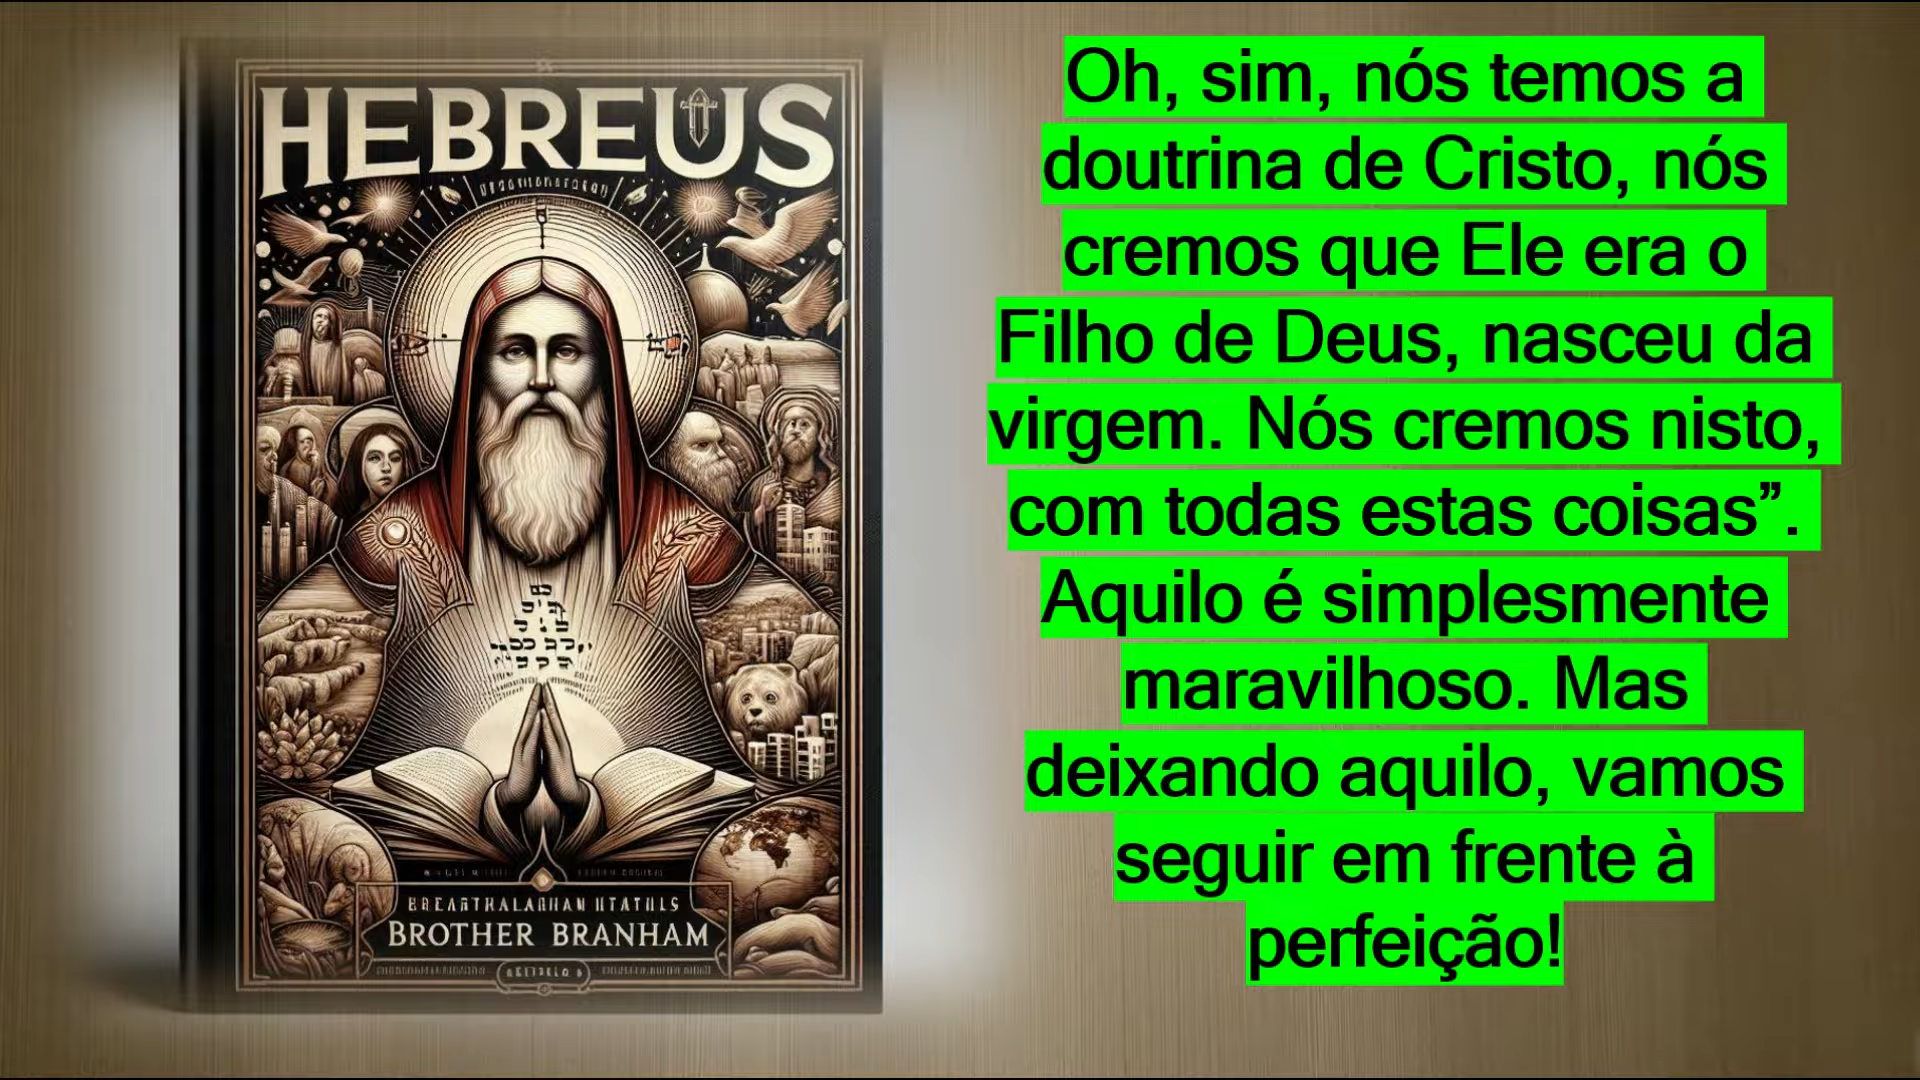 HEBREUS
BROTHER BRANHAM
Oh, sim, nós temos a
doutrina de Cristo, nós
cremos que Ele era o
Filho de Deus, nasceu da
virgem. Nós cremos nisto,
com todas estas coisas”.
Aquilo é simplesmente
maravilhoso. Mas
deixando aquilo, vamos
seguir em frente à
perfeição!